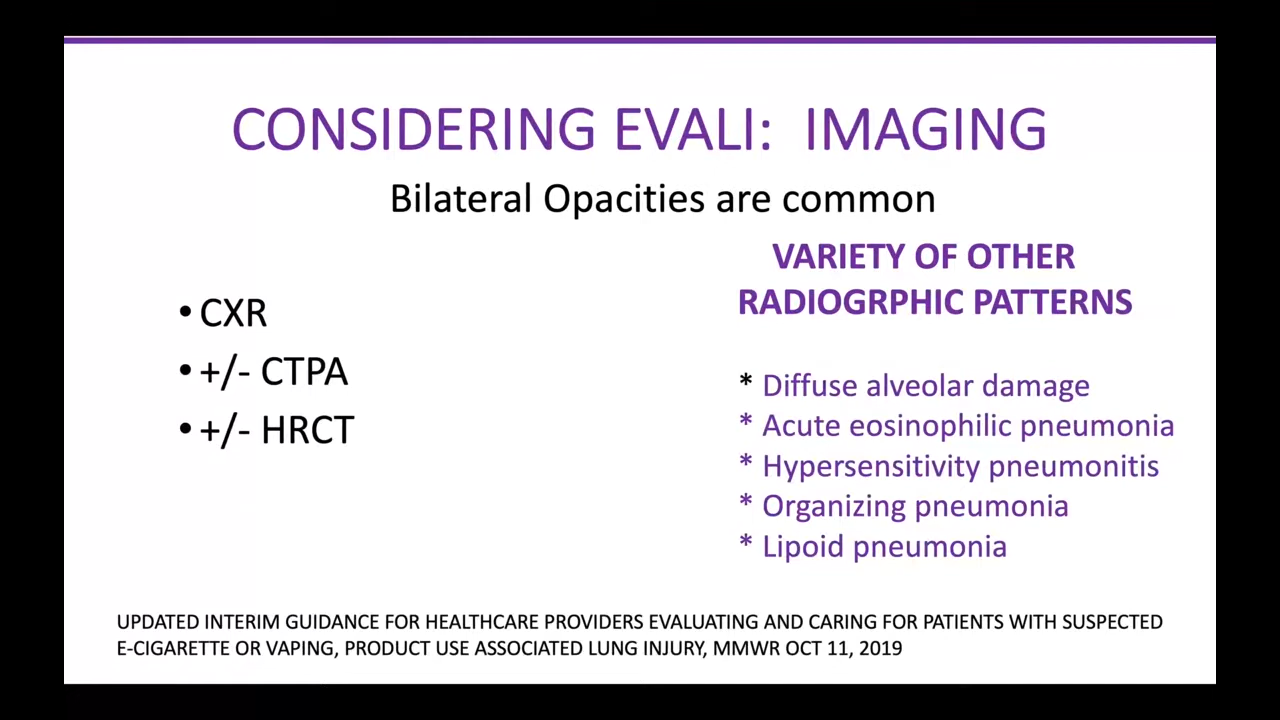 CONSIDERING EVALI: IMAGING
Bilateral Opacities are common
• CXR
• +/- CTPA
• +/- HRCT
VARIETY OF OTHER
RADIOGRPHIC PATTERNS
* Diffuse alveolar damage
* Acute eosinophilic pneumonia
* Hypersensitivity pneumonitis
* Organizing pneumonia
* Lipoid pneumonia
UPDATED INTERIM GUIDANCE FOR HEALTHCARE PROVIDERS EVALUATING AND CARING FOR PATIENTS WITH SUSPECTED
E-CIGARETTE OR VAPING, PRODUCT USE ASSOCIATED LUNG INJURY, MMWR OCT 11, 2019